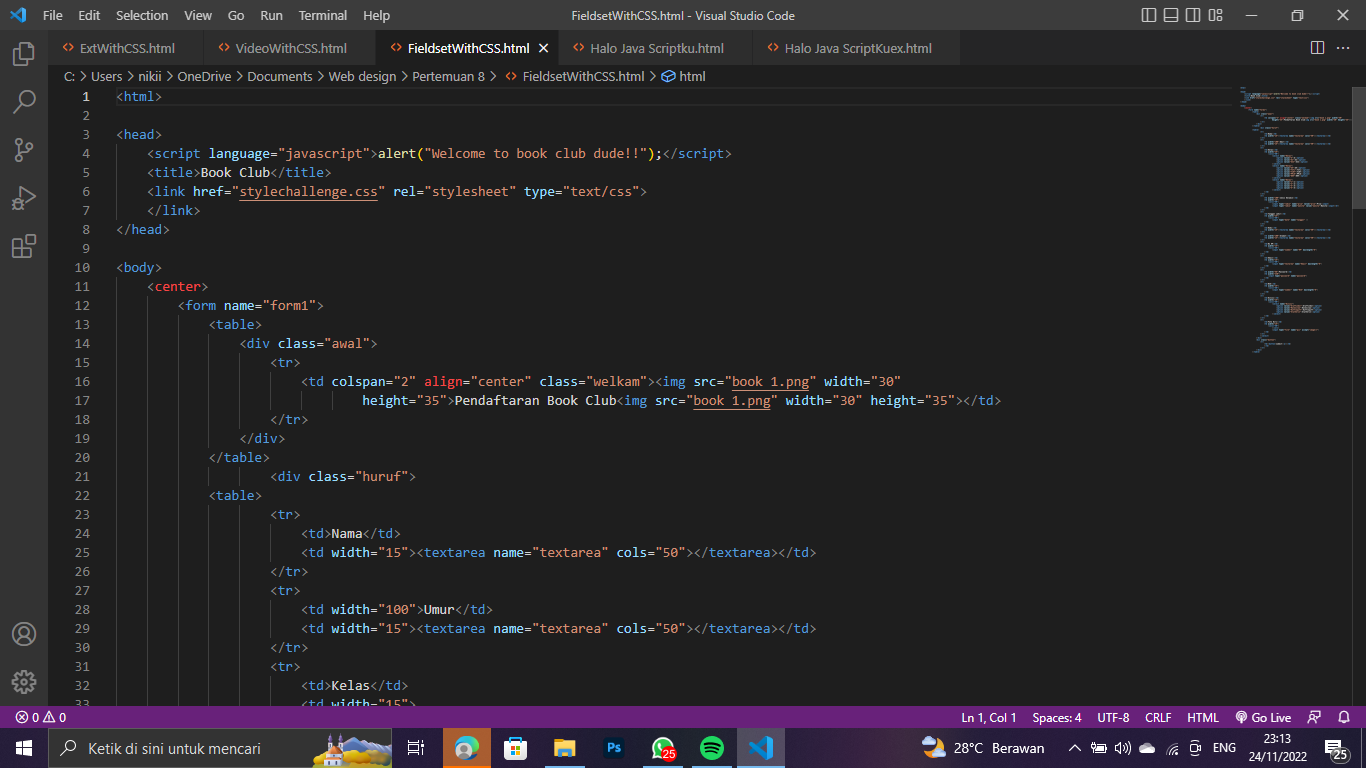 File Edit Selection View Go Run Terminal Help FieldsetWithCSS.html - Visual Studio Code
ExtWithCSS.html VideoWithCSS.html FieldsetWithCSS.html Halo Java Scriptku.html Halo Java ScriptKuex.html
C: > Users > nikii > OneDrive > Documents > Web design > Pertemuan 8 > FieldsetWithCSS.html > html
1 <html>
2
3 <head>
4 <script language="javascript">alert("Welcome to book club dude!!");</script>
5 <title>Book Club</title>
6 <link href="stylechallenge.css" rel="stylesheet" type="text/css">
7 </link>
8 </head>
9
10 <body>
11 <center>
12 <form name="form1">
13 <table>
14 <div class="awal">
15 <tr>
16 <td colspan="2" align="center" class="welkam"><img src="book 1.png" width="30"
17 height="35">Pendaftaran Book Club<img src="book 1.png" width="30" height="35"></td>
18 </tr>
19 </div>
20 </table>
21 <div class="huruf">
22 <table>
23 <tr>
24 <td>Nama</td>
25 <td width="15"><textarea name="textarea" cols="50"></textarea></td>
26 </tr>
27 <tr>
28 <td width="100">Umur</td>
29 <td width="15"><textarea name="textarea" cols="50"></textarea></td>
30 </tr>
31 <tr>
32 <td>Kelas</td>
33 <td width="15">
0 0 Ln 1, Col 1 Spaces: 4 UTF-8 CRLF HTML Go Live
Ketik di sini untuk mencari Ps 25 28°C Berawan ENG 23:13
24/11/2022 25